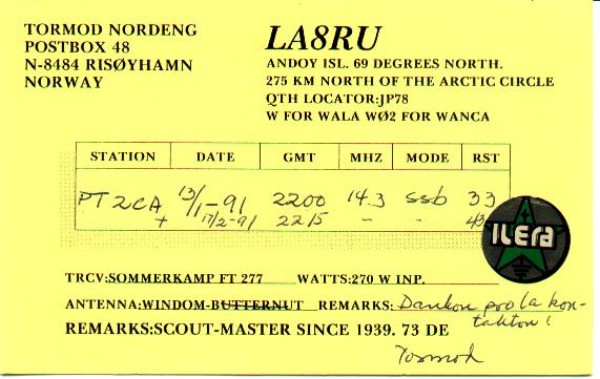 TORMOD NORDENG
POSTBOX 48
N-8484 RISØYHAMN
NORWAY
LA8RU
ANDOY ISL. 69 DEGREES NORTH.
275 KM NORTH OF THE ARCTIC CIRCLE
QTH LOCATOR:JP78
W FOR WALA WØ2 FOR WANCA
STATION DATE GMT MHZ MODE RST
PT2CA 13/1-91 2200 14.3 ssb 33
+ 17/2-91 2215 - -
ILERA
TRCV:SOMMERKAMP FT 277 WATTS:270 W INP.
ANTENNA:WINDOM-BUTTERNUT REMARKS: Dankon pro la kon-
takton!
REMARKS:SCOUT-MASTER SINCE 1939. 73 DE
Tormod